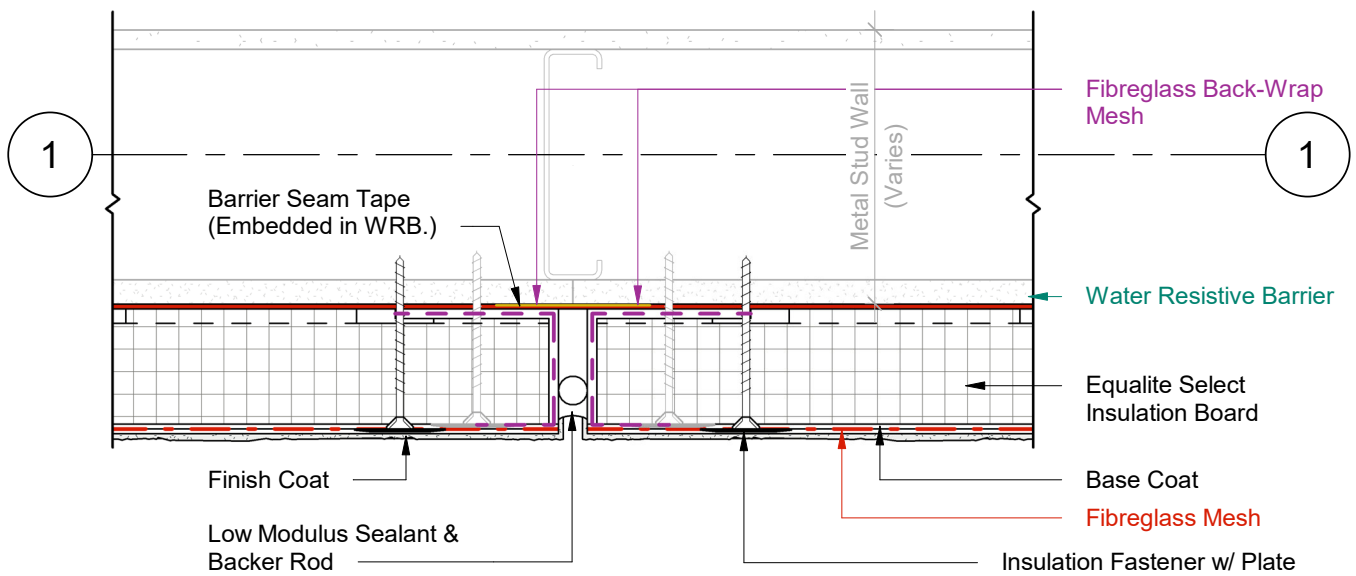 Fibreglass Back-Wrap
Mesh
1
1
Metal Stud Wall
(Varies)
Barrier Seam Tape
(Embedded in WRB.)
Water Resistive Barrier
Equalite Select
Insulation Board
Finish Coat
Base Coat
Fibreglass Mesh
Low Modulus Sealant &
Backer Rod
Insulation Fastener w/ Plate